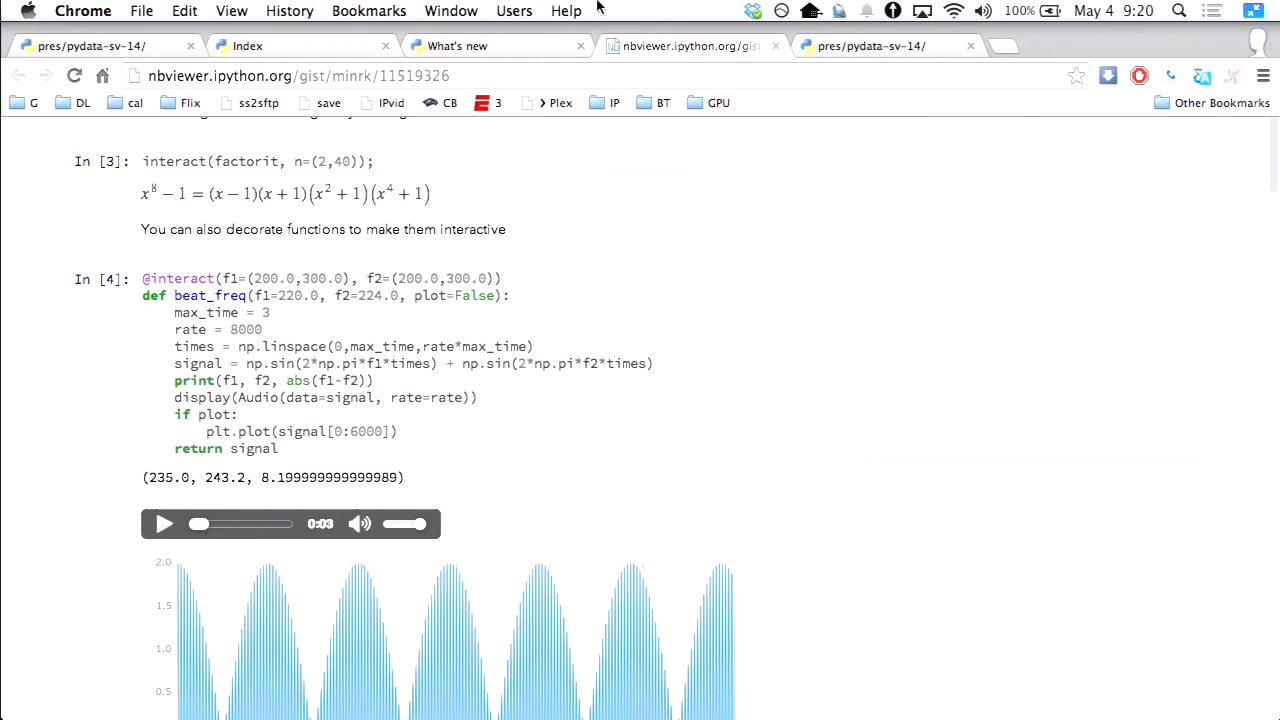 Chrome File Edit View History Bookmarks Window Users Help 100% May 4 9:20
pres/pydata-sv-14/ Index What's new nbviewer.ipython.org/gist pres/pydata-sv-14/
nbviewer.ipython.org/gist/minrk/11519326
G DL cal Flix ss2sftp save IPvid CB 3 Plex IP BT GPU Other Bookmarks
In [3]: interact(factorit, n=(2,40));
x⁸ − 1 = (x − 1)(x + 1)(x² + 1)(x⁴ + 1)
You can also decorate functions to make them interactive
In [4]: @interact(f1=(200.0,300.0), f2=(200.0,300.0))
def beat_freq(f1=220.0, f2=224.0, plot=False):
max_time = 3
rate = 8000
times = np.linspace(0,max_time,rate*max_time)
signal = np.sin(2*np.pi*f1*times) + np.sin(2*np.pi*f2*times)
print(f1, f2, abs(f1-f2))
display(Audio(data=signal, rate=rate))
if plot:
plt.plot(signal[0:6000])
return signal
(235.0, 243.2, 8.199999999999989)
0:03
2.0
1.5
1.0
0.5